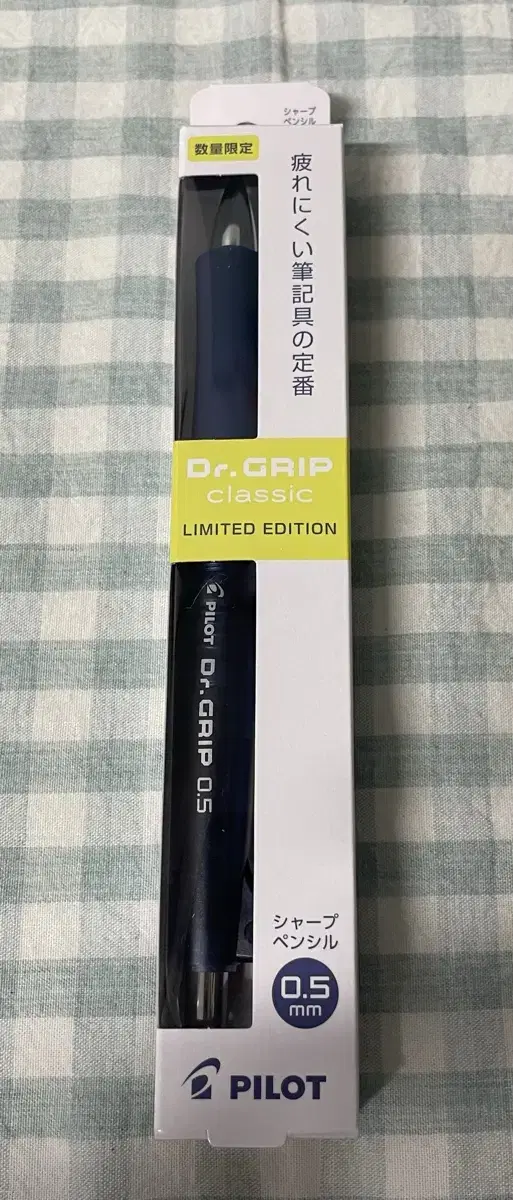 シャープ
ペンシル
数量限定
疲れにくい筆記具の定番
Dr.GRIP
classic
LIMITED EDITION
PILOT Dr.GRIP 0.5
シャープ
ペンシル
0.5
mm
PILOT